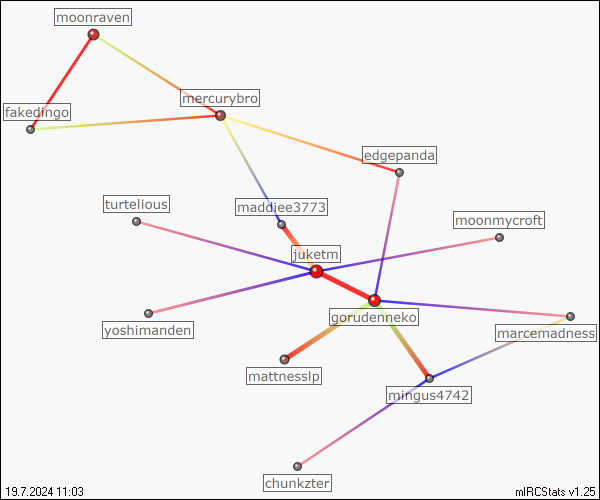 moonraven
mercurybro
fakedingo
edgepanda
turtelious
maddiee3773
moonmycroft
juketm
gorudenneko
yoshimanden
marcemadness
mattnesslp
mingus4742
chunkzter
19.7.2024 11:03
mIRCStats v1.25